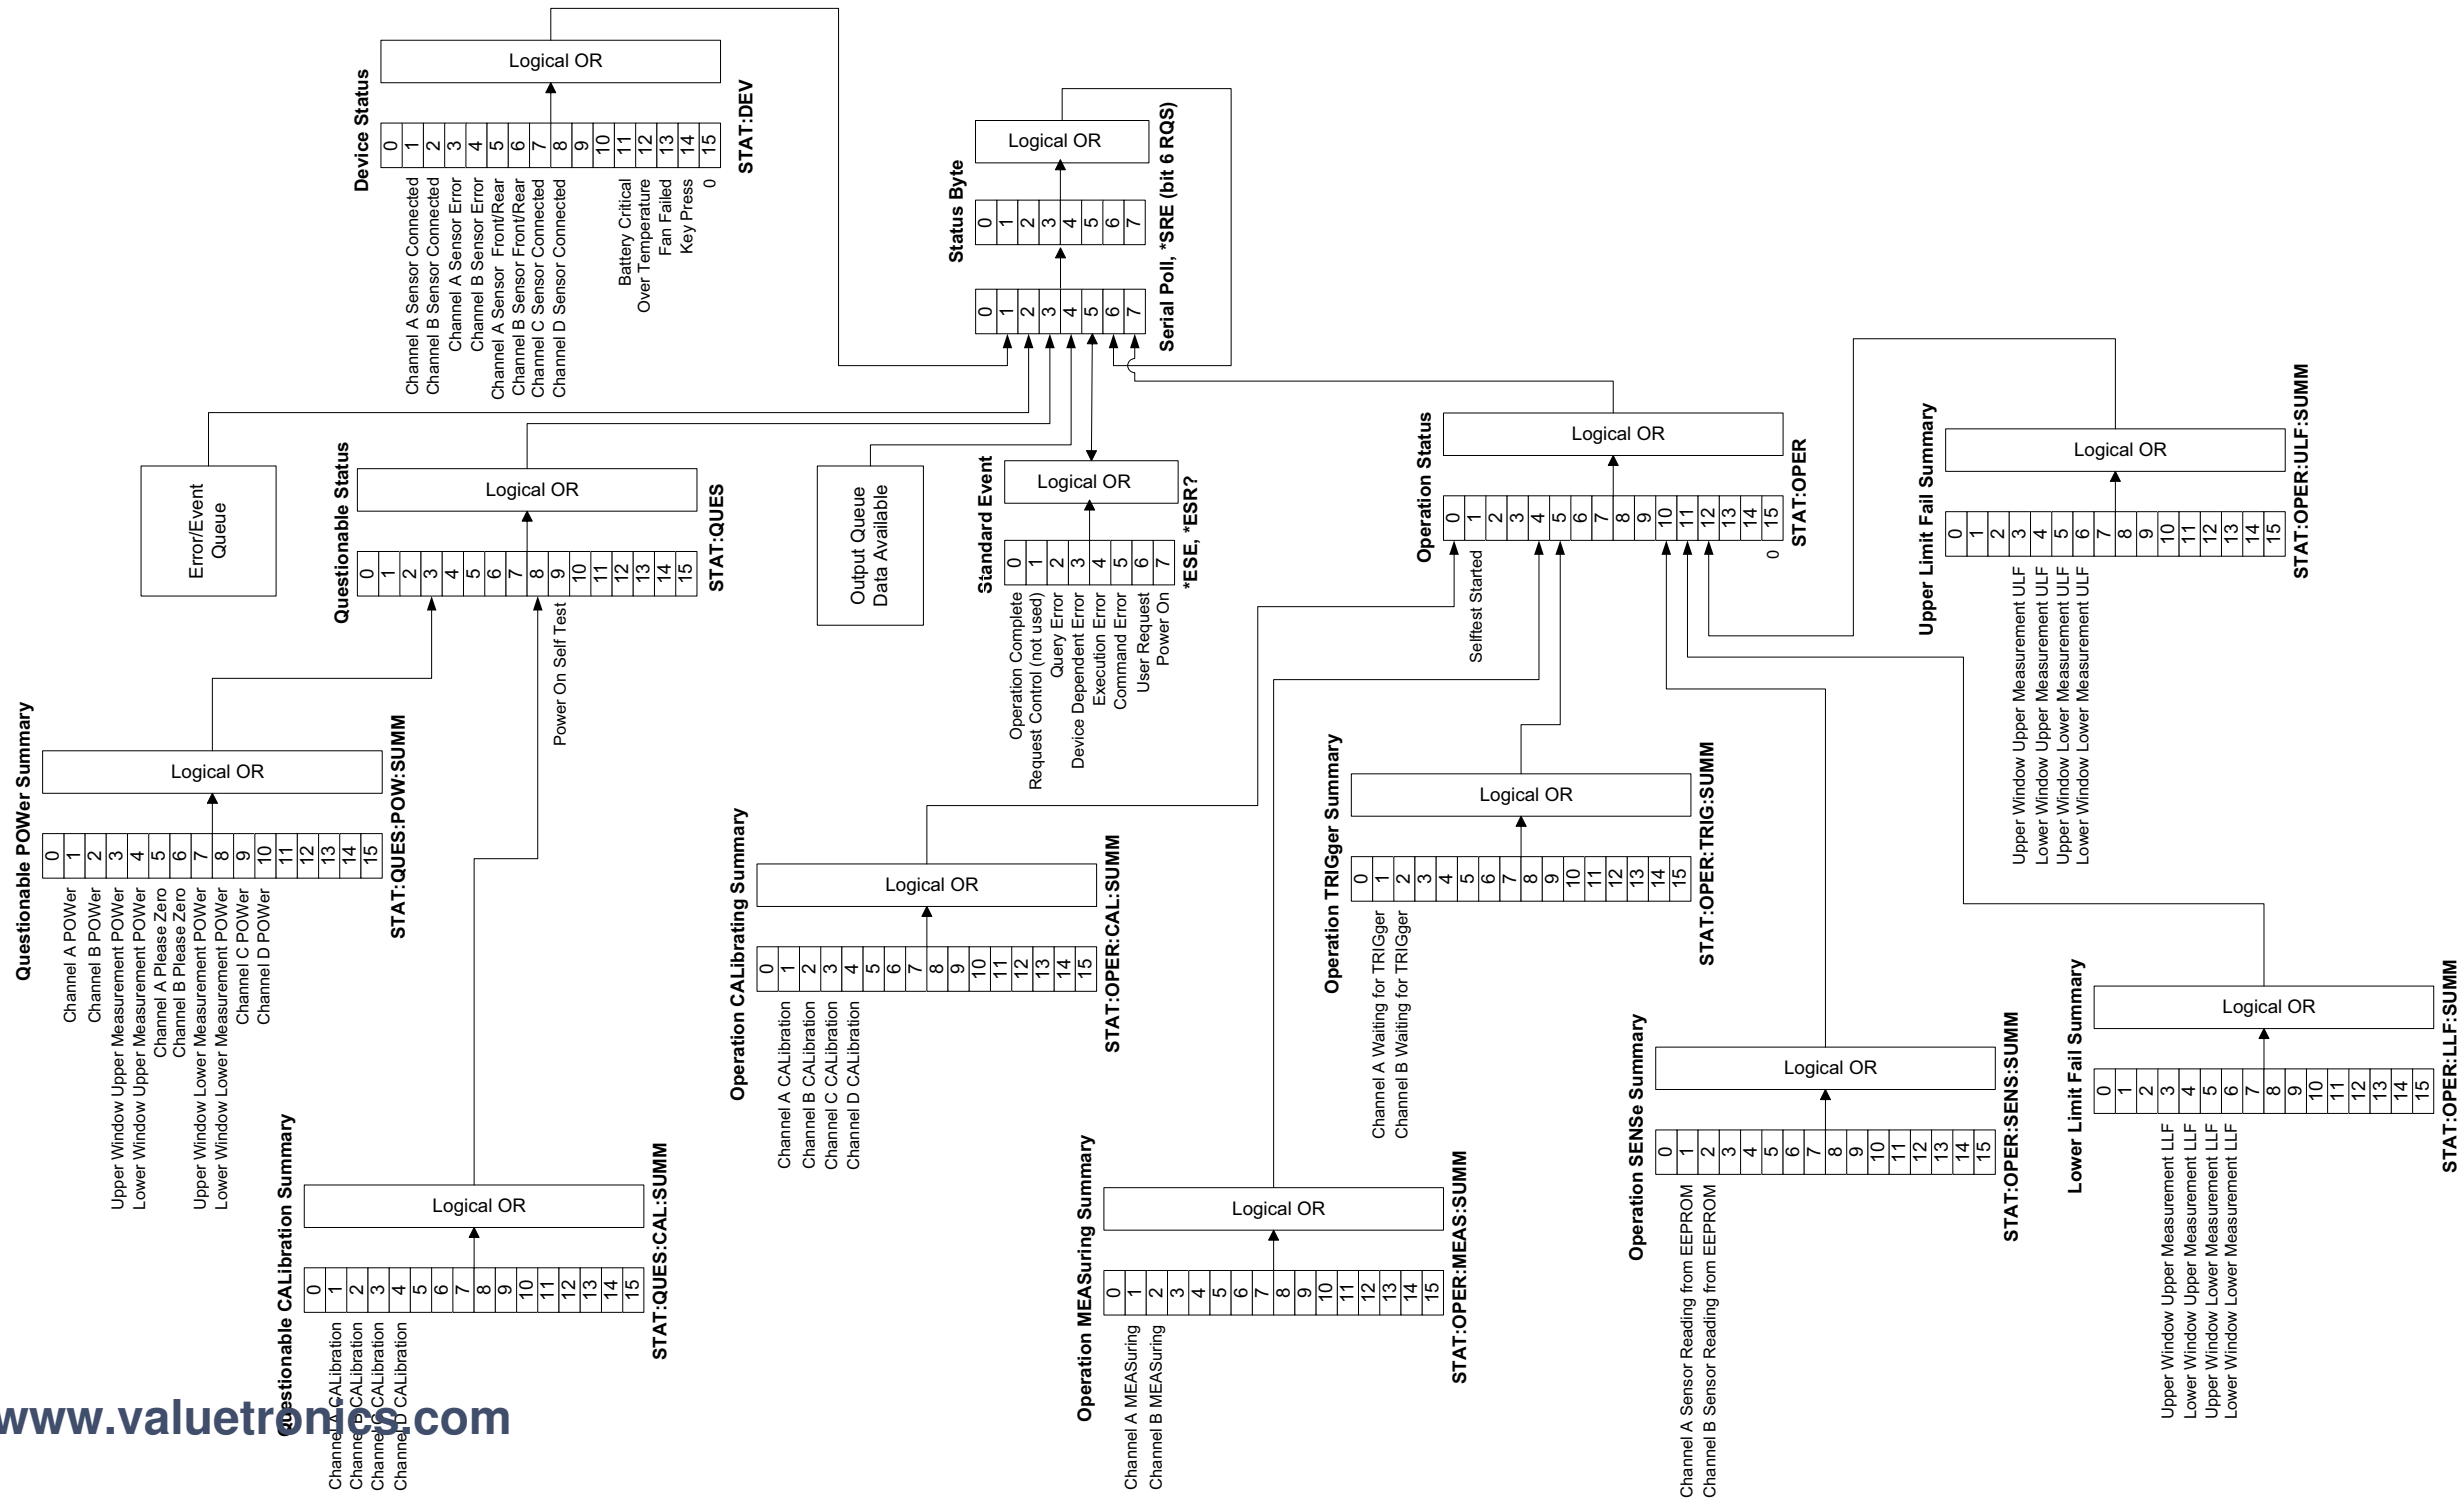 Device Status
Logical OR
0 1 2 3 4 5 6 7 8 9 10 11 12 13 14 15
Channel A Sensor Connected
Channel B Sensor Connected
Channel A Sensor Error
Channel B Sensor Error
Channel A Sensor Front/Rear
Channel B Sensor Front/Rear
Channel C Sensor Connected
Channel D Sensor Connected
Battery Critical
Over Temperature
Fan Failed
Key Press
0
STAT:DEV
Status Byte
Logical OR
0 1 2 3 4 5 6 7
0 1 2 3 4 5 6 7
Serial Poll, *SRE (bit 6 RQS)
Error/Event
Queue
Questionable Status
Logical OR
0 1 2 3 4 5 6 7 8 9 10 11 12 13 14 15
Power On Self Test
STAT:QUES
Output Queue
Data Available
Standard Event
Logical OR
0 1 2 3 4 5 6 7
Operation Complete
Request Control (not used)
Query Error
Device Dependent Error
Execution Error
Command Error
User Request
Power On
*ESE, *ESR?
Operation Status
Logical OR
0 1 2 3 4 5 6 7 8 9 10 11 12 13 14 15
Selftest Started
0
STAT:OPER
Upper Limit Fail Summary
Logical OR
0 1 2 3 4 5 6 7 8 9 10 11 12 13 14 15
Upper Window Upper Measurement ULF
Lower Window Upper Measurement ULF
Upper Window Lower Measurement ULF
Lower Window Lower Measurement ULF
STAT:OPER:ULF:SUMM
Questionable POWer Summary
Logical OR
0 1 2 3 4 5 6 7 8 9 10 11 12 13 14 15
Channel A POWer
Channel B POWer
Upper Window Upper Measurement POWer
Lower Window Upper Measurement POWer
Channel A Please Zero
Channel B Please Zero
Upper Window Lower Measurement POWer
Lower Window Lower Measurement POWer
Channel C POWer
Channel D POWer
STAT:QUES:POW:SUMM
Operation CALibrating Summary
Logical OR
0 1 2 3 4 5 6 7 8 9 10 11 12 13 14 15
Channel A CALibration
Channel B CALibration
Channel C CALibration
Channel D CALibration
STAT:OPER:CAL:SUMM
Operation TRIGger Summary
Logical OR
0 1 2 3 4 5 6 7 8 9 10 11 12 13 14 15
Channel A Waiting for TRIGger
Channel B Waiting for TRIGger
STAT:OPER:TRIG:SUMM
Questionable CALibration Summary
Logical OR
0 1 2 3 4 5 6 7 8 9 10 11 12 13 14 15
Channel A CALibration
Channel B CALibration
Channel C CALibration
Channel D CALibration
STAT:QUES:CAL:SUMM
Operation MEASuring Summary
Logical OR
0 1 2 3 4 5 6 7 8 9 10 11 12 13 14 15
Channel A MEASuring
Channel B MEASuring
STAT:OPER:MEAS:SUMM
Operation SENSe Summary
Logical OR
0 1 2 3 4 5 6 7 8 9 10 11 12 13 14 15
Channel A Sensor Reading from EEPROM
Channel B Sensor Reading from EEPROM
STAT:OPER:SENS:SUMM
Lower Limit Fail Summary
Logical OR
0 1 2 3 4 5 6 7 8 9 10 11 12 13 14 15
Upper Window Upper Measurement LLF
Lower Window Upper Measurement LLF
Upper Window Lower Measurement LLF
Lower Window Lower Measurement LLF
STAT:OPER:LLF:SUMM
www.valuetronics.com